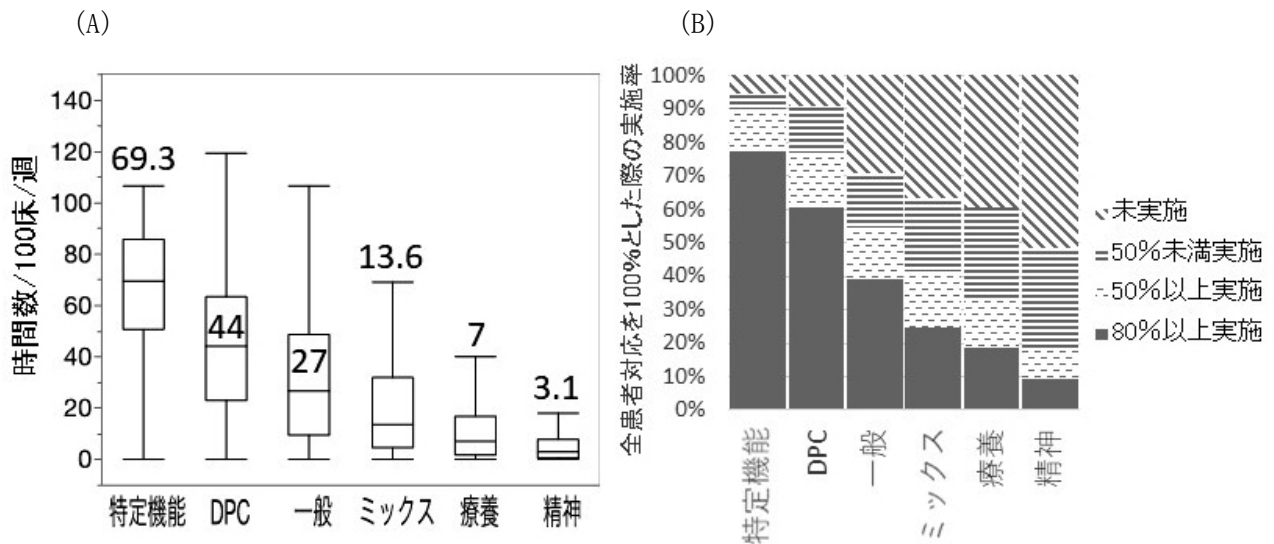 (A)
時間数/100床/週
140
120
100
80
60
40
20
0
69.3
44
27
13.6
7
3.1
特定機能
DPC
一般
ミックス
療養
精神
(B)
全患者対応を100%とした際の実施率
100%
90%
80%
70%
60%
50%
40%
30%
20%
10%
0%
特定機能
DPC
一般
ミックス
療養
精神
未実施
50%未満実施
50%以上実施
80%以上実施